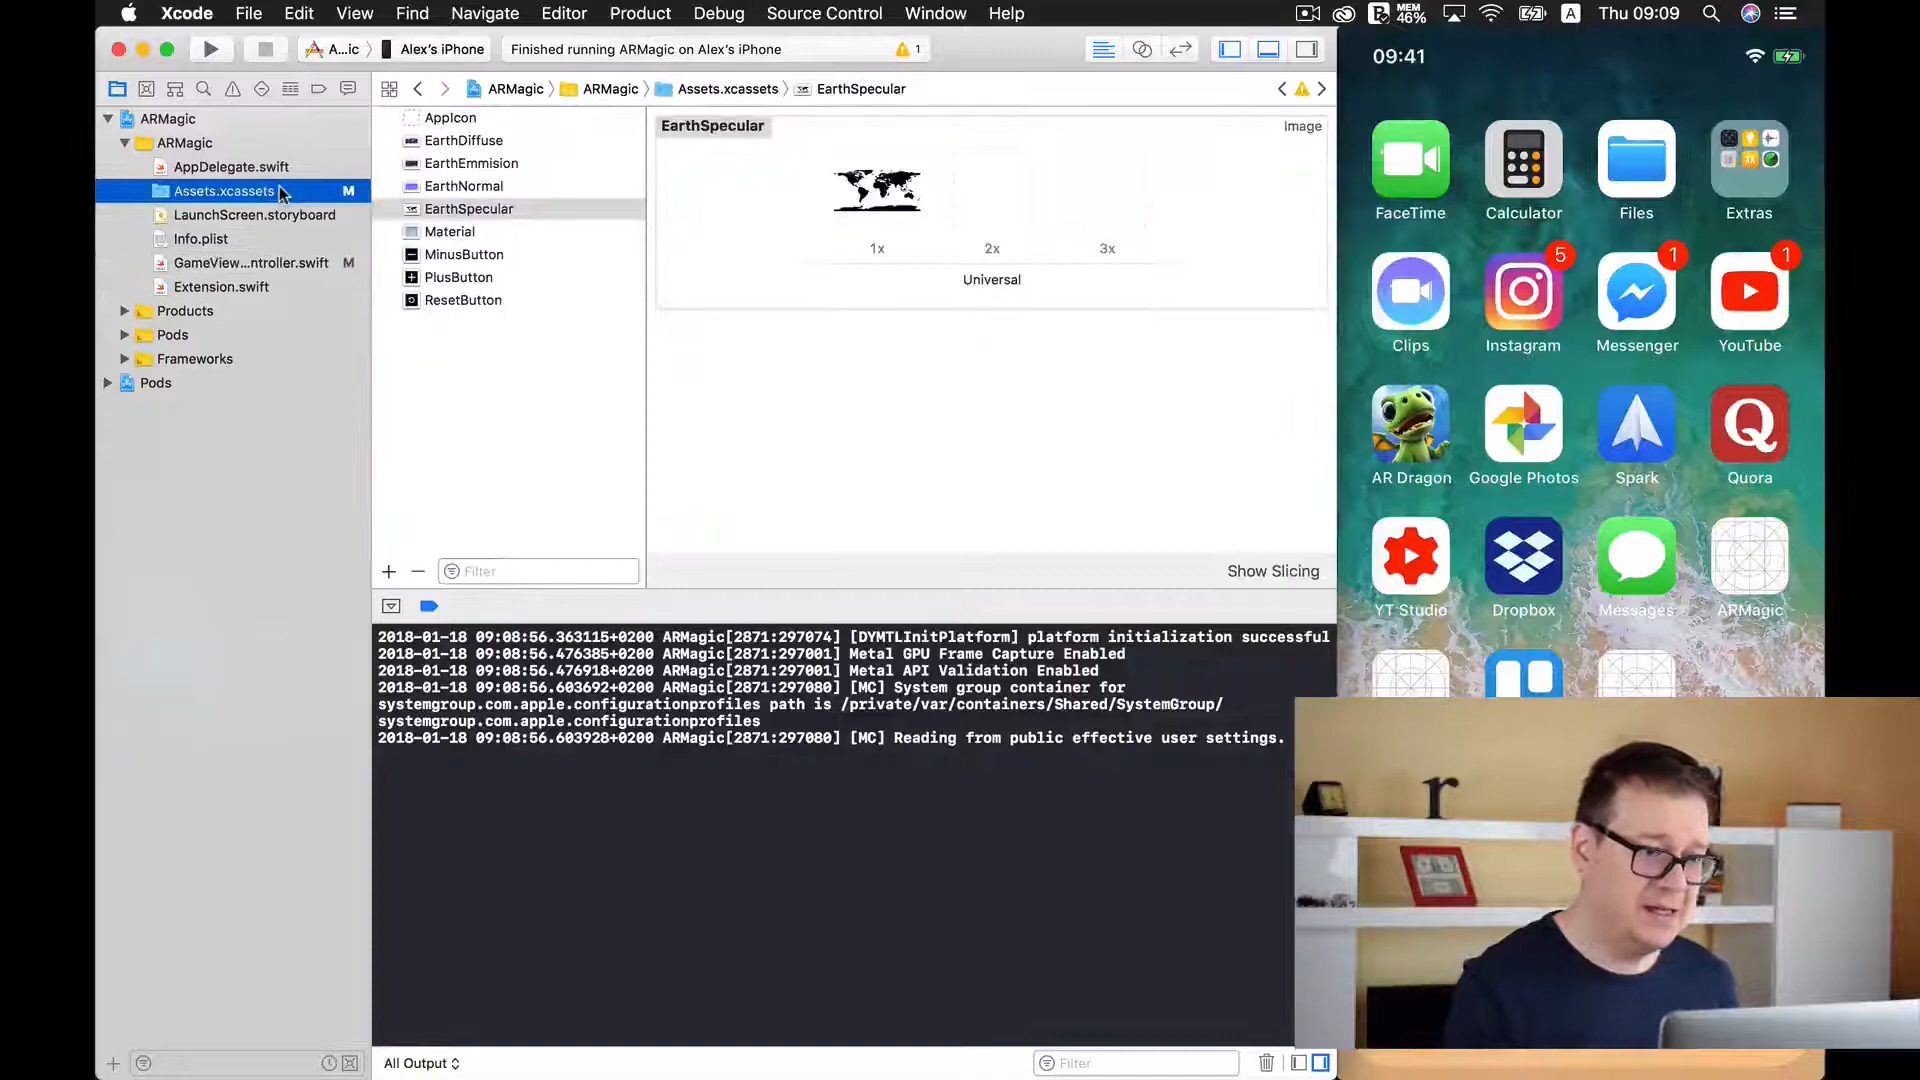 Xcode File Edit View Find Navigate Editor Product Debug Source Control Window Help
MEM 46% A Thu 09:09
A...ic Alex's iPhone Finished running ARMagic on Alex's iPhone 1
ARMagic ARMagic Assets.xcassets EarthSpecular
ARMagic
ARMagic
AppDelegate.swift
Assets.xcassets M
LaunchScreen.storyboard
Info.plist
GameView...ntroller.swift M
Extension.swift
Products
Pods
Frameworks
Pods
AppIcon
EarthDiffuse
EarthEmmision
EarthNormal
EarthSpecular
Material
MinusButton
PlusButton
ResetButton
Filter
EarthSpecular Image
1x 2x 3x
Universal
Show Slicing
2018-01-18 09:08:56.363115+0200 ARMagic[2871:297074] [DYMTLInitPlatform] platform initialization successful
2018-01-18 09:08:56.476385+0200 ARMagic[2871:297001] Metal GPU Frame Capture Enabled
2018-01-18 09:08:56.476918+0200 ARMagic[2871:297001] Metal API Validation Enabled
2018-01-18 09:08:56.603692+0200 ARMagic[2871:297080] [MC] System group container for
systemgroup.com.apple.configurationprofiles path is /private/var/containers/Shared/SystemGroup/
systemgroup.com.apple.configurationprofiles
2018-01-18 09:08:56.603928+0200 ARMagic[2871:297080] [MC] Reading from public effective user settings.
All Output Filter
09:41
FaceTime Calculator Files Extras
5 1 1
Clips Instagram Messenger YouTube
Q
AR Dragon Google Photos Spark Quora
YT Studio Dropbox Messages ARMagic